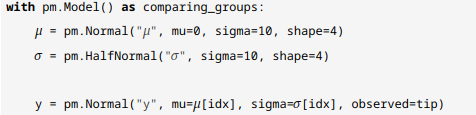 with pm.Model() as comparing_groups:
μ = pm.Normal("μ", mu=0, sigma=10, shape=4)
σ = pm.HalfNormal("σ", sigma=10, shape=4)
y = pm.Normal("y", mu=μ[idx], sigma=σ[idx], observed=tip)